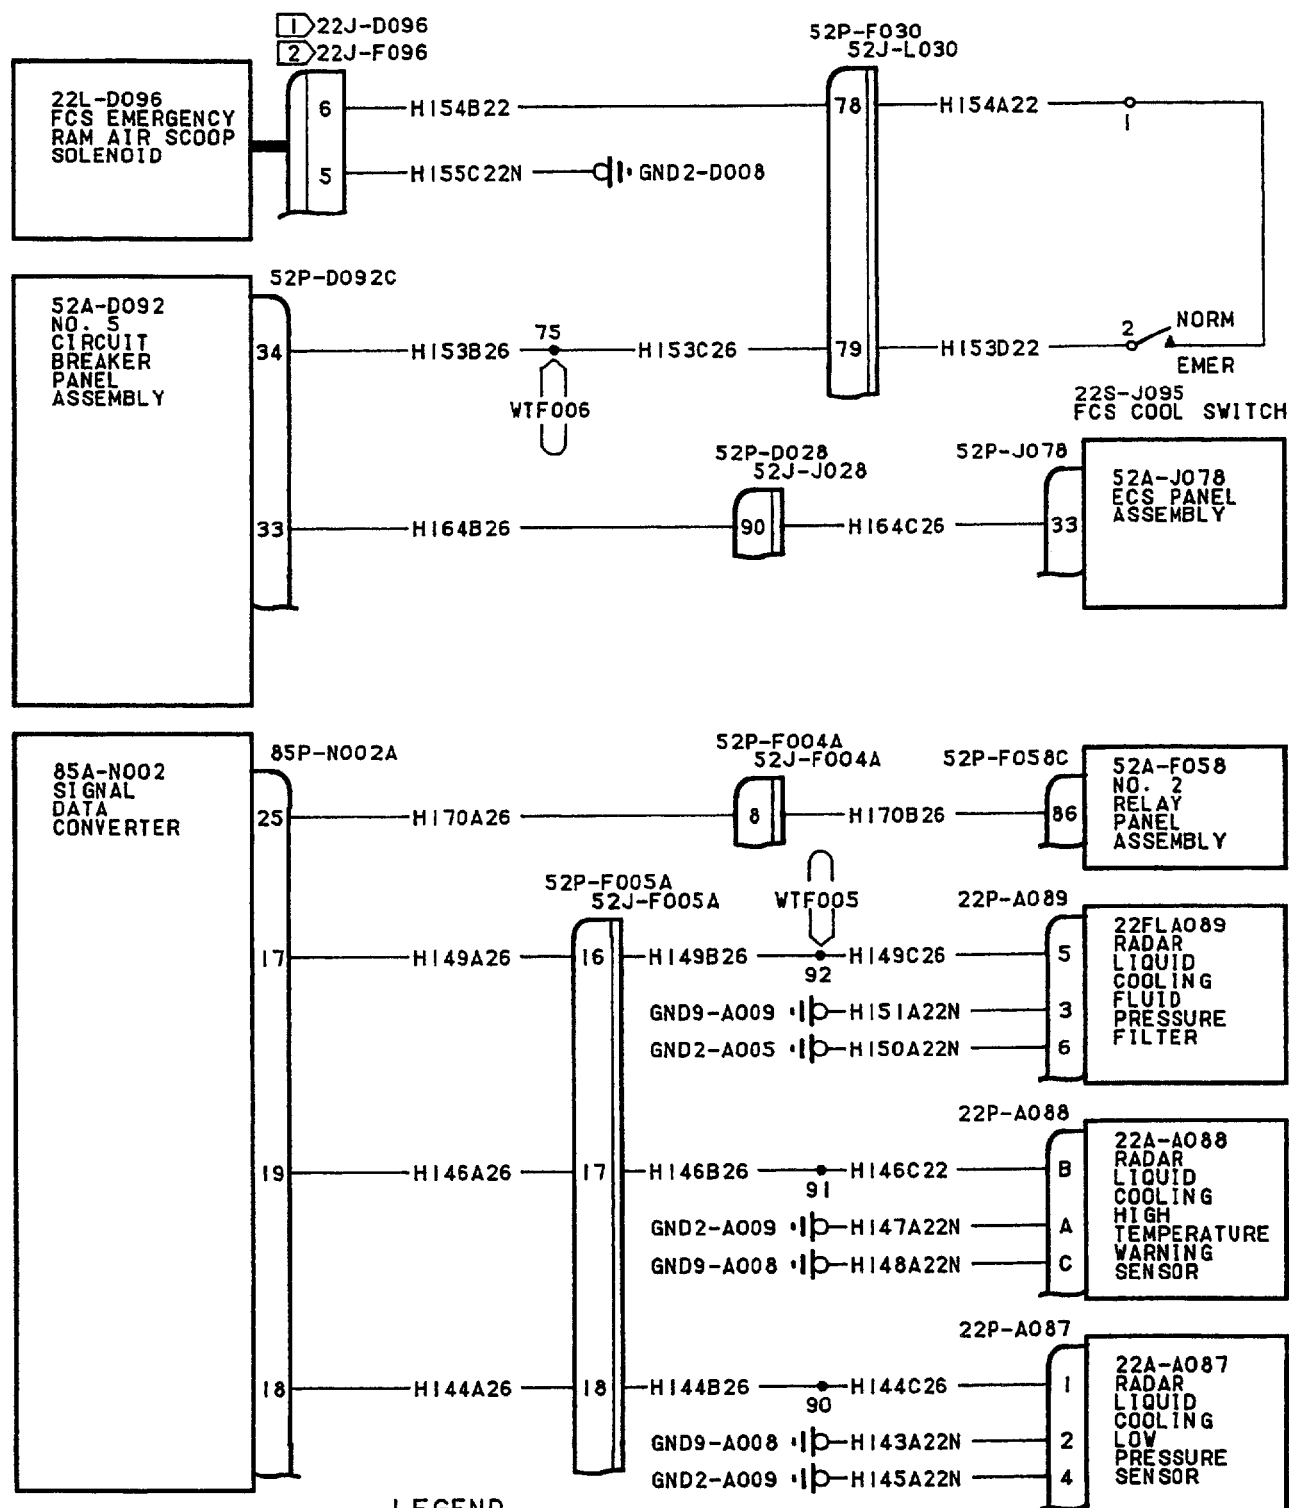 1 22J-D096
2 22J-F096
52P-F030
52J-L030
22L-D096
FCS EMERGENCY
RAM AIR SCOOP
SOLENOID
6 H154B22 78 H154A22 1
5 H155C22N GND2-D008
52P-D092C
52A-D092
NO. 5
CIRCUIT
BREAKER
PANEL
ASSEMBLY
34 H153B26 75 H153C26 79 H153D22 2 NORM
EMER
WTF006
22S-J095
FCS COOL SWITCH
52P-D028
52J-J028
52P-J078
52A-J078
ECS PANEL
ASSEMBLY
33 H164B26 90 H164C26 33
85P-N002A
85A-N002
SIGNAL
DATA
CONVERTER
52P-F004A
52J-F004A
52P-F058C
52A-F058
NO. 2
RELAY
PANEL
ASSEMBLY
25 H170A26 8 H170B26 86
52P-F005A
52J-F005A
WTF005
22P-A089
22FLA089
RADAR
LIQUID
COOLING
FLUID
PRESSURE
FILTER
17 H149A26 16 H149B26 92 H149C26 5
GND9-A009 H151A22N 3
GND2-A005 H150A22N 6
22P-A088
22A-A088
RADAR
LIQUID
COOLING
HIGH
TEMPERATURE
WARNING
SENSOR
19 H146A26 17 H146B26 91 H146C22 B
GND2-A009 H147A22N A
GND9-A008 H148A22N C
22P-A087
22A-A087
RADAR
LIQUID
COOLING
LOW
PRESSURE
SENSOR
18 H144A26 18 H144B26 90 H144C26 1
GND9-A008 H143A22N 2
GND2-A009 H145A22N 4
LEGEND